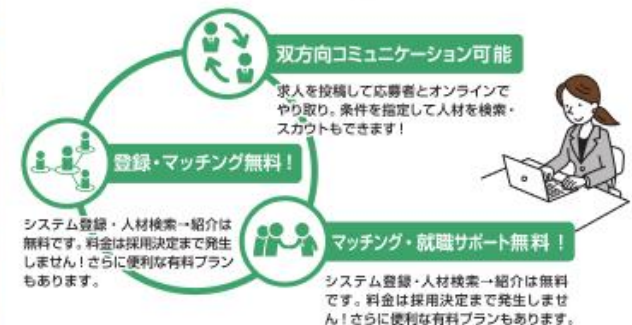 双方向コミュニケーション可能
求人を投稿して応募者とオンラインで
やり取り。条件を指定して人材を検索・
スカウトもできます!
登録・マッチング無料!
システム登録・人材検索→紹介は
無料です。料金は採用決定まで発生
しません!さらに便利な有料プラン
もあります。
マッチング・就職サポート無料!
システム登録・人材検索→紹介は無料
です。料金は採用決定まで発生しませ
ん!さらに便利な有料プランもあります。